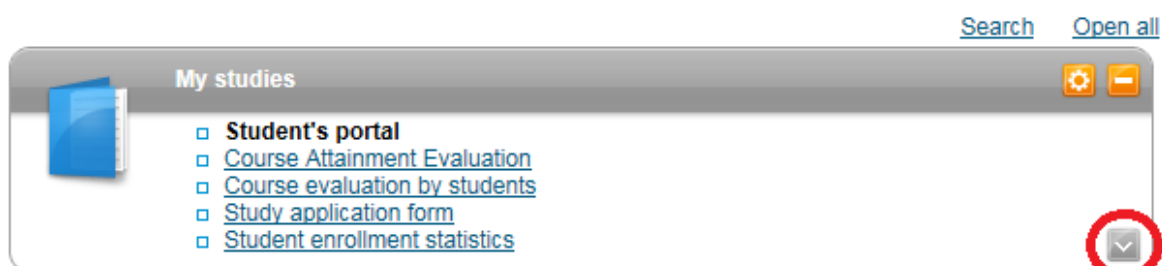 Search Open all
My studies
Student's portal
Course Attainment Evaluation
Course evaluation by students
Study application form
Student enrollment statistics